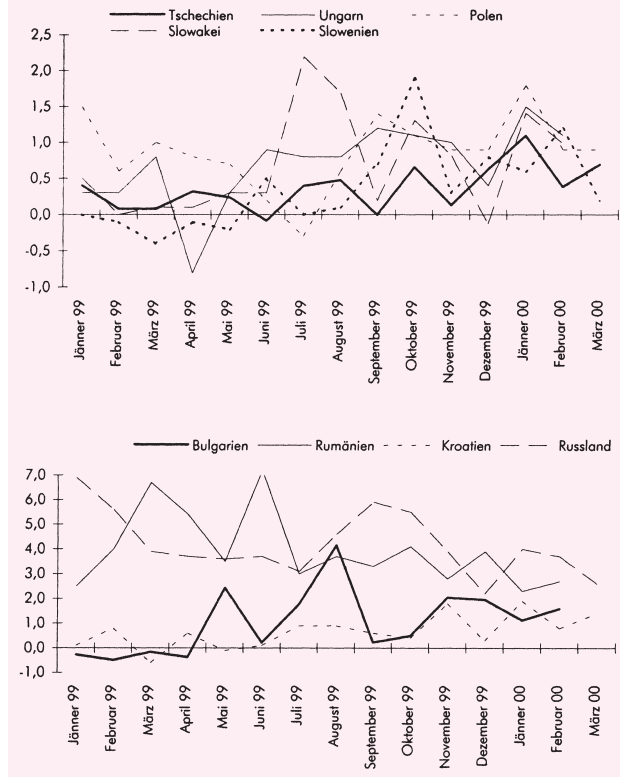 Tschechien Ungarn Polen
Slowakei Slowenien
2,5
2,0
1,5
1,0
0,5
0,0
-0,5
-1,0
Jänner 99
Februar 99
März 99
April 99
Mai 99
Juni 99
Juli 99
August 99
September 99
Oktober 99
November 99
Dezember 99
Jänner 00
Februar 00
März 00
Bulgarien Rumänien Kroatien Russland
7,0
6,0
5,0
4,0
3,0
2,0
1,0
0,0
-1,0
Jänner 99
Februar 99
März 99
April 99
Mai 99
Juni 99
Juli 99
August 99
September 99
Oktober 99
November 99
Dezember 99
Jänner 00
Februar 00
März 00